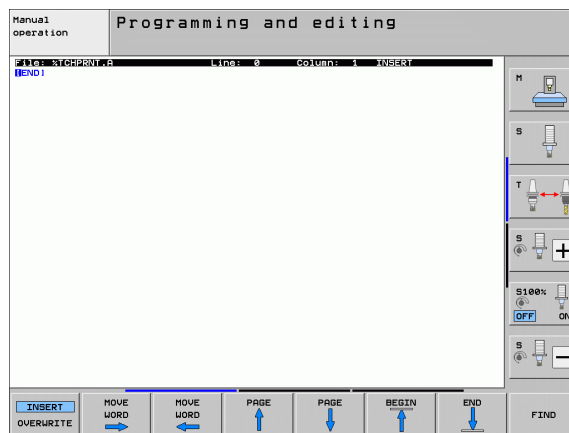 Manual
operation
Programming and editing
File: %TCHPRNT.A Line: 0 Column: 1 INSERT
[END]
M
S
T
S
S100%
OFF ON
S
INSERT
OVERWRITE
MOVE
WORD
MOVE
WORD
PAGE
PAGE
BEGIN
END
FIND